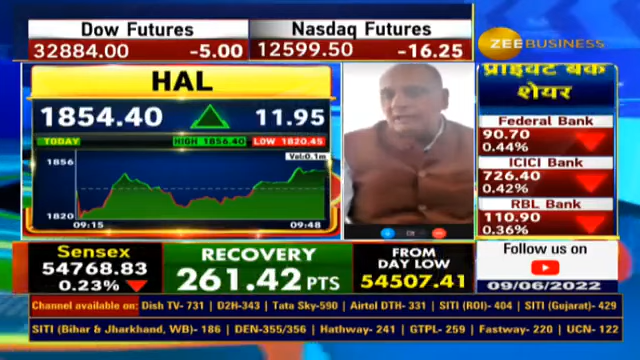 Dow Futures
32884.00 -5.00
Nasdaq Futures
12599.50 -16.25
ZEE BUSINESS
HAL
1854.40 11.95
TODAY HIGH 1856.40 LOW 1820.45
Vol:0.1m
1856
1820
09:15 09:48
प्राइवेट बैंक
शेयर
Federal Bank
90.70
0.44%
ICICI Bank
726.40
0.42%
RBL Bank
110.90
0.36%
Sensex
54768.83
0.23%
RECOVERY
261.42 PTS
FROM
DAY LOW
54507.41
Follow us on
09/06/2022
Channel available on: Dish TV- 731 | D2H-343 | Tata Sky-590 | Airtel DTH- 331 | SITI (ROI)- 404 | SITI (Gujarat)- 429
SITI (Bihar & Jharkhand, WB)- 186 | DEN-355/356 | Hathway- 241 | GTPL- 259 | Fastway- 220 | UCN- 122